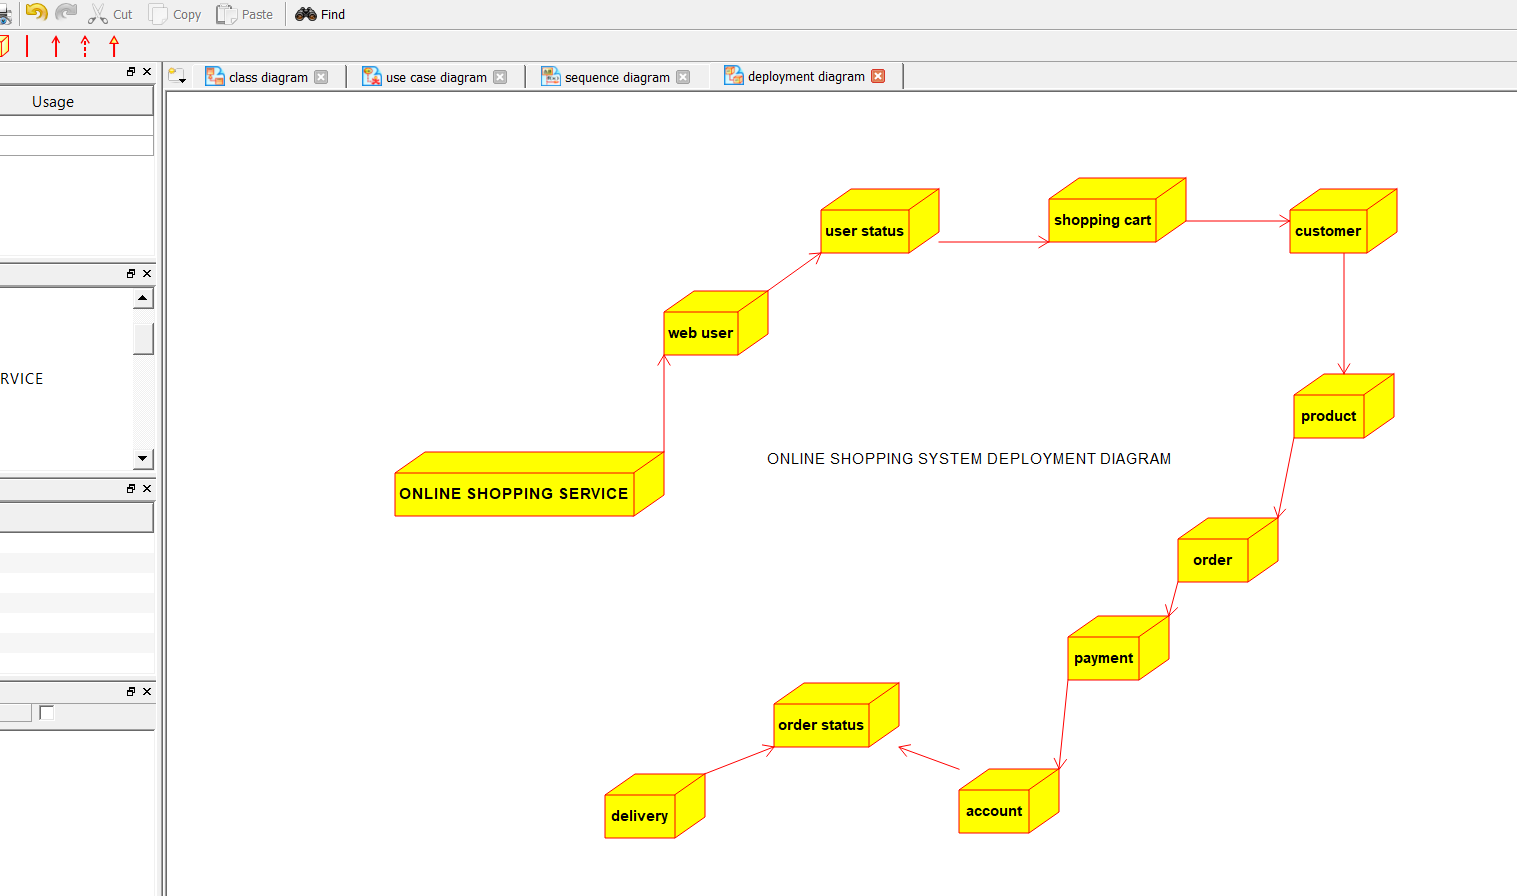 Cut
Copy
Paste
Find
class diagram
use case diagram
sequence diagram
deployment diagram
Usage
RVICE
shopping cart
user status
customer
web user
product
ONLINE SHOPPING SYSTEM DEPLOYMENT DIAGRAM
ONLINE SHOPPING SERVICE
order
payment
order status
account
delivery